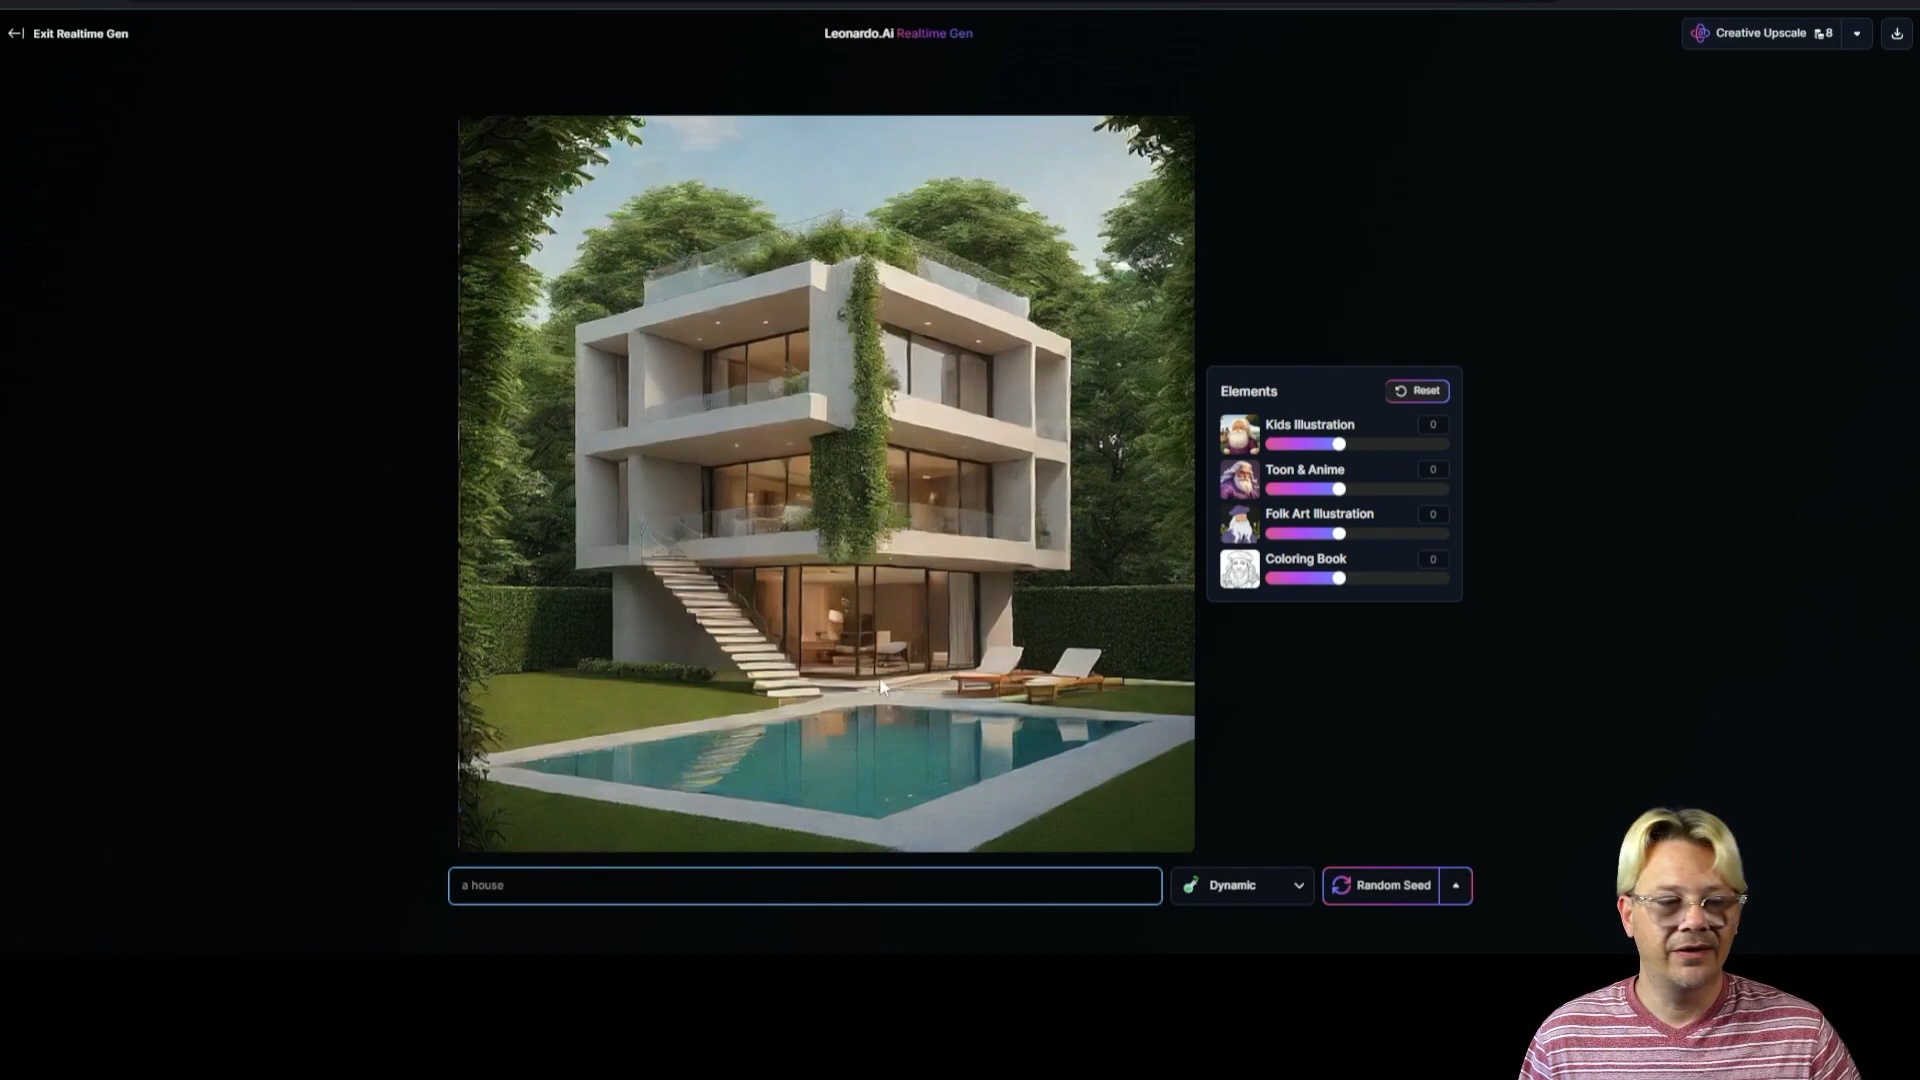 Exit Realtime Gen
Leonardo.Ai Realtime Gen
Creative Upscale 8
Elements
Reset
Kids Illustration 0
Toon & Anime 0
Folk Art Illustration 0
Coloring Book 0
a house
Dynamic
Random Seed